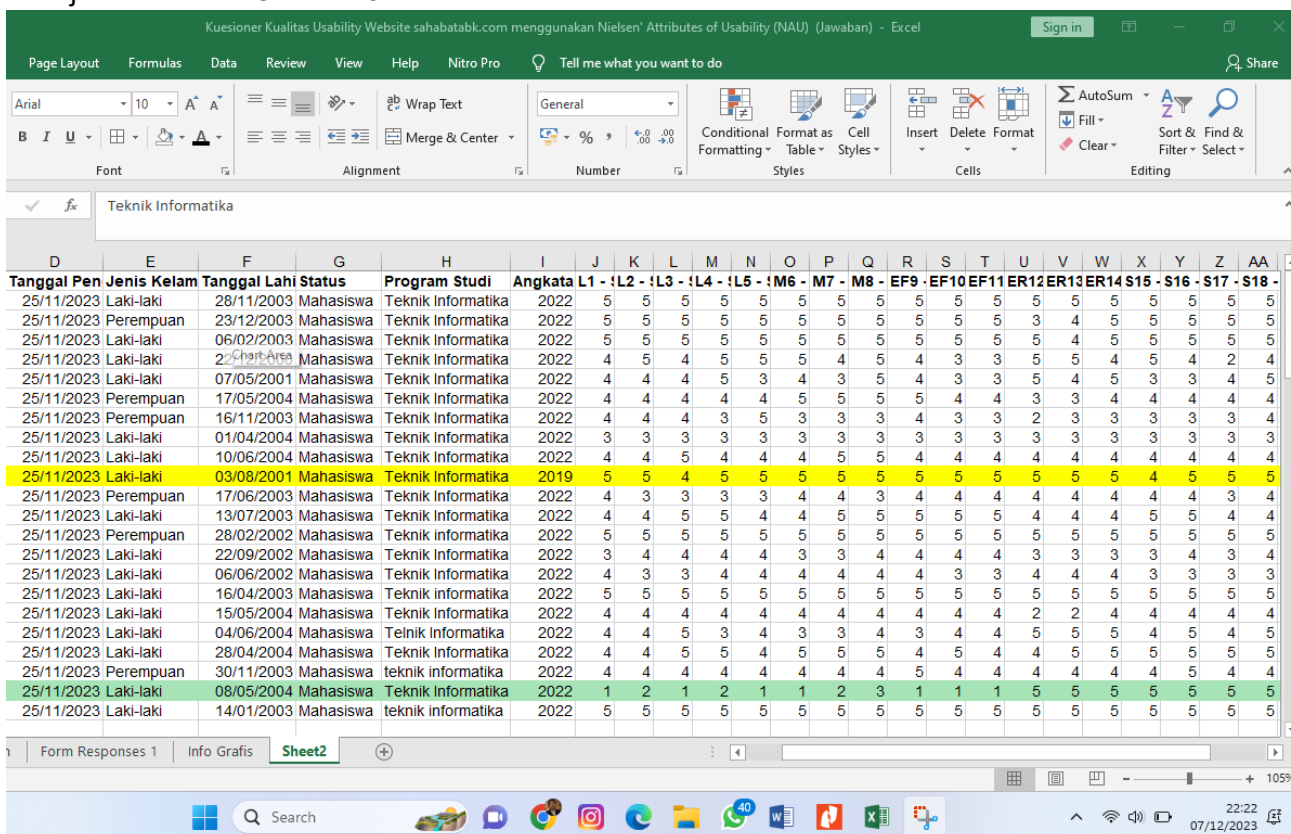 Kuesioner Kualitas Usability Website sahabatabk.com menggunakan Nielsen' Attributes of Usability (NAU) (Jawaban) - Excel Sign in
Page Layout Formulas Data Review View Help Nitro Pro Tell me what you want to do Share
Arial 10 Wrap Text General AutoSum
Fill
B I U Merge & Center Conditional Format as Cell Insert Delete Format Sort & Find &
Formatting Table Styles Clear Filter Select
Font Alignment Number Styles Cells Editing
fx Teknik Informatika
D E F G H I J K L M N O P Q R S T U V W X Y Z AA
Tanggal Pen Jenis Kelam Tanggal Lahi Status Program Studi Angkata L1 - L2 - L3 - L4 - L5 - M6 - M7 - M8 - EF9 - EF10 EF11 ER12 ER13 ER14 S15 - S16 - S17 - S18 -
25/11/2023 Laki-laki 28/11/2003 Mahasiswa Teknik Informatika 2022 5 5 5 5 5 5 5 5 5 5 5 5 5 5 5 5 5 5
25/11/2023 Perempuan 23/12/2003 Mahasiswa Teknik Informatika 2022 5 5 5 5 5 5 5 5 5 5 5 3 4 5 5 5 5 5
25/11/2023 Laki-laki 06/02/2003 Mahasiswa Teknik Informatika 2022 5 5 5 5 5 5 5 5 5 5 5 5 4 5 5 5 5 5
25/11/2023 Laki-laki Chart Area Mahasiswa Teknik Informatika 2022 4 5 4 5 5 5 4 5 4 3 3 5 5 4 5 4 2 4
25/11/2023 Laki-laki 07/05/2001 Mahasiswa Teknik Informatika 2022 4 4 4 5 3 4 3 5 4 3 3 5 4 5 3 3 4 5
25/11/2023 Perempuan 17/05/2004 Mahasiswa Teknik Informatika 2022 4 4 4 4 4 5 5 5 5 4 4 3 3 4 4 4 4 4
25/11/2023 Perempuan 16/11/2003 Mahasiswa Teknik Informatika 2022 4 4 4 3 5 3 3 3 4 3 3 2 3 3 3 3 3 4
25/11/2023 Laki-laki 01/04/2004 Mahasiswa Teknik Informatika 2022 3 3 3 3 3 3 3 3 3 3 3 3 3 3 3 3 3 3
25/11/2023 Laki-laki 10/06/2004 Mahasiswa Teknik Informatika 2022 4 4 5 4 4 4 5 5 4 4 4 4 4 4 4 4 4 4
25/11/2023 Laki-laki 03/08/2001 Mahasiswa Teknik Informatika 2019 5 5 4 5 5 5 5 5 5 5 5 5 5 5 4 5 5 5
25/11/2023 Perempuan 17/06/2003 Mahasiswa Teknik Informatika 2022 4 3 3 3 3 4 4 3 4 4 4 4 4 4 4 4 3 4
25/11/2023 Laki-laki 13/07/2003 Mahasiswa Teknik Informatika 2022 4 4 5 5 4 4 5 5 5 5 5 4 4 4 5 5 4 4
25/11/2023 Perempuan 28/02/2002 Mahasiswa Teknik Informatika 2022 5 5 5 5 5 5 5 5 5 5 5 5 5 5 5 5 5 5
25/11/2023 Laki-laki 22/09/2002 Mahasiswa Teknik Informatika 2022 3 4 4 4 4 3 3 4 4 4 4 3 3 3 3 4 3 4
25/11/2023 Laki-laki 06/06/2002 Mahasiswa Teknik Informatika 2022 4 3 3 4 4 4 4 4 4 3 3 4 4 4 3 3 3 3
25/11/2023 Laki-laki 16/04/2003 Mahasiswa Teknik Informatika 2022 5 5 5 5 5 5 5 5 5 5 5 5 5 5 5 5 5 5
25/11/2023 Laki-laki 15/05/2004 Mahasiswa Teknik Informatika 2022 4 4 4 4 4 4 4 4 4 4 4 2 2 4 4 4 4 4
25/11/2023 Laki-laki 04/06/2004 Mahasiswa Telnik Informatika 2022 4 4 5 3 4 3 3 4 3 4 4 5 5 5 4 5 4 5
25/11/2023 Laki-laki 28/04/2004 Mahasiswa Teknik Informatika 2022 4 4 5 5 4 5 5 5 4 5 4 4 5 5 5 5 5 5
25/11/2023 Perempuan 30/11/2003 Mahasiswa teknik informatika 2022 4 4 4 4 4 4 4 4 5 4 4 4 4 4 4 5 4 4
25/11/2023 Laki-laki 08/05/2004 Mahasiswa Teknik Informatika 2022 1 2 1 2 1 1 2 3 1 1 1 5 5 5 5 5 5 5
25/11/2023 Laki-laki 14/01/2003 Mahasiswa teknik informatika 2022 5 5 5 5 5 5 5 5 5 5 5 5 5 5 5 5 5 5
Form Responses 1 Info Grafis Sheet2
105%
Search 40 22:22
07/12/2023